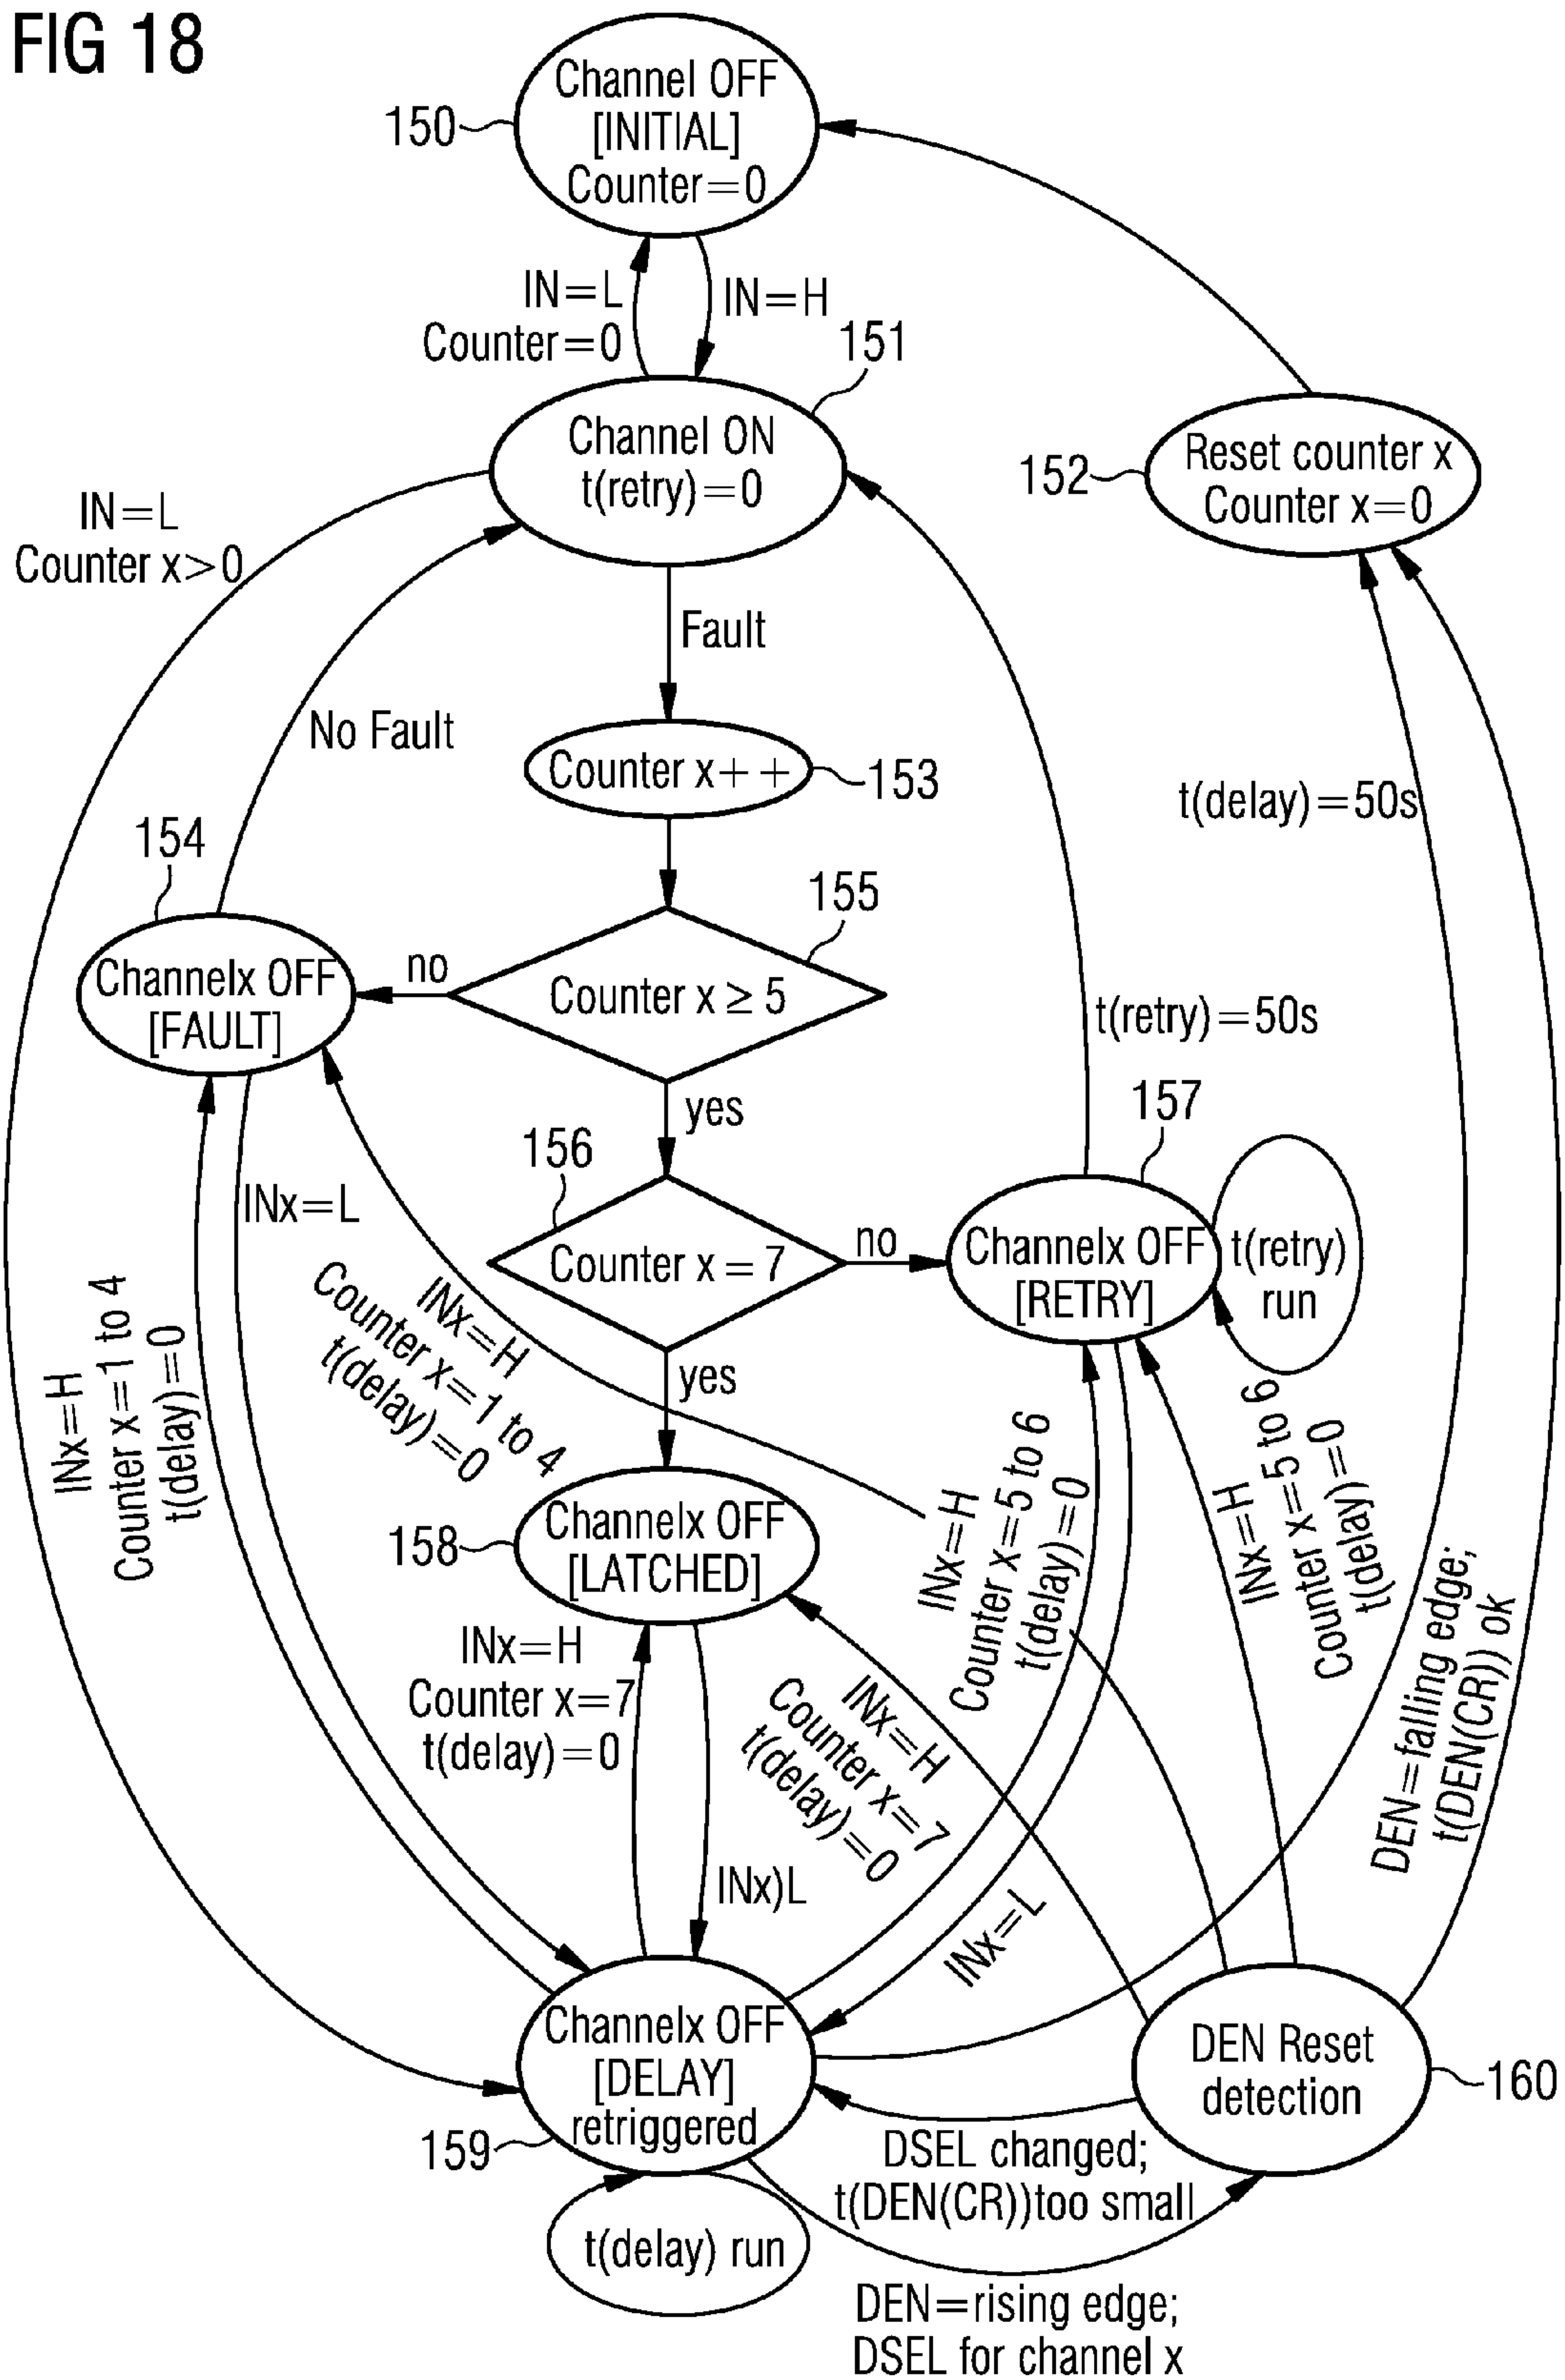 FIG 18
Channel OFF
[INITIAL]
Counter=0
150
IN=L
Counter=0
IN=H
151
Channel ON
t(retry)=0
152
Reset counter x
Counter x=0
IN=L
Counter x>0
Fault
No Fault
Counter x++
153
t(delay)=50s
154
155
Channelx OFF
[FAULT]
no
Counter x ≥ 5
t(retry)=50s
yes
157
156
INx=L
Counter x = 7
no
Channelx OFF
[RETRY]
t(retry)
run
INx=H
Counter x=1 to 4
t(delay)=0
INx=H
Counter x=1 to 4
t(delay)=0
yes
INx=H
Counter x=5 to 6
t(delay)=0
INx=H
Counter x=5 to 6
t(delay)=0
158
Channelx OFF
[LATCHED]
DEN=falling edge;
t(DEN(CR)) ok
INx=H
Counter x=7
t(delay)=0
INx=H
Counter x=7
t(delay)=0
INx)L
INx=L
Channelx OFF
[DELAY]
retriggered
159
DEN Reset
detection
160
DSEL changed;
t(DEN(CR))too small
t(delay) run
DEN=rising edge;
DSEL for channel x